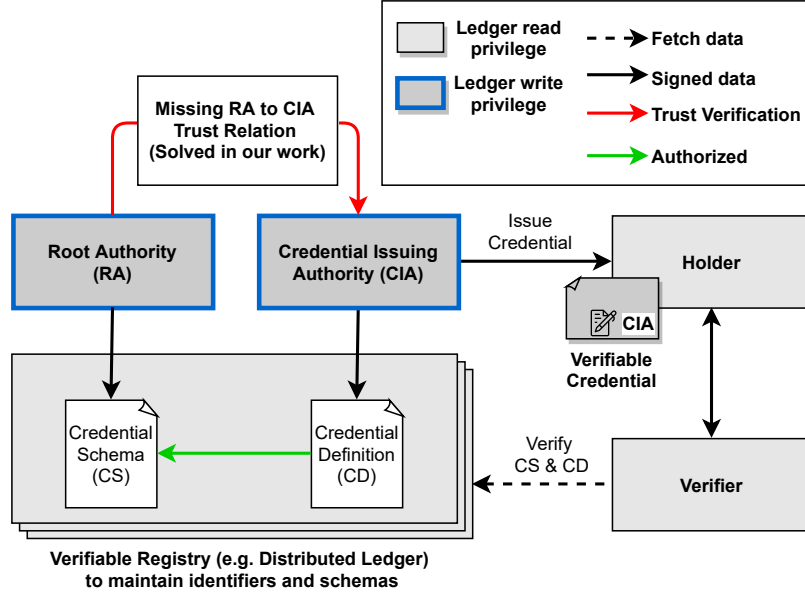 Ledger read
privilege
Ledger write
privilege
Fetch data
Signed data
Trust Verification
Authorized
Missing RA to CIA
Trust Relation
(Solved in our work)
Root Authority
(RA)
Credential Issuing
Authority (CIA)
Issue
Credential
Holder
CIA
Verifiable
Credential
Credential
Schema
(CS)
Credential
Definition
(CD)
Verify
CS & CD
Verifier
Verifiable Registry (e.g. Distributed Ledger)
to maintain identifiers and schemas